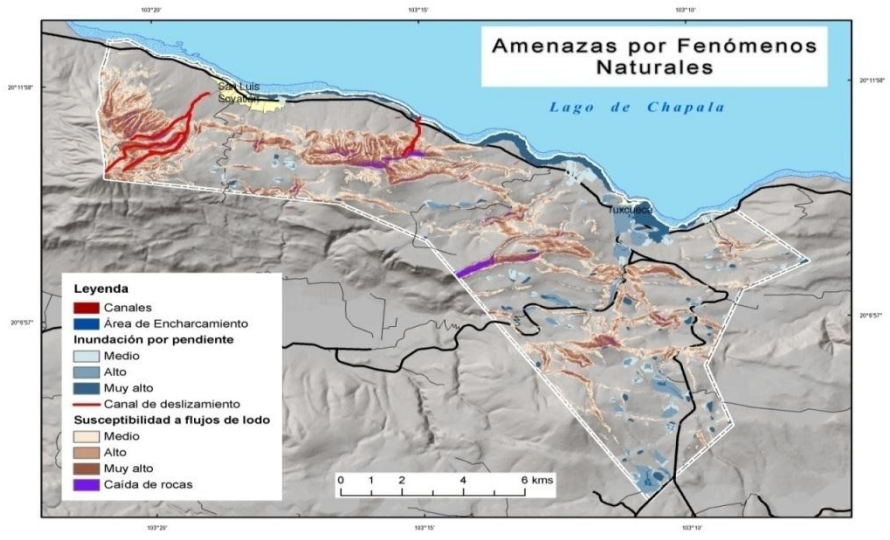 103°20'
103°15'
103°10'
Amenazas por Fenómenos
Naturales
20°11'58"
20°11'58"
San Luis
Soyatlán
Lago de Chapala
Tuxcueca
Leyenda
Canales
Área de Encharcamiento
Inundación por pendiente
Medio
Alto
Muy alto
Canal de deslizamiento
Susceptibilidad a flujos de lodo
Medio
Alto
Muy alto
Caída de rocas
20°6'57"
20°6'57"
0 1 2 4 6 kms
103°20'
103°15'
103°10'